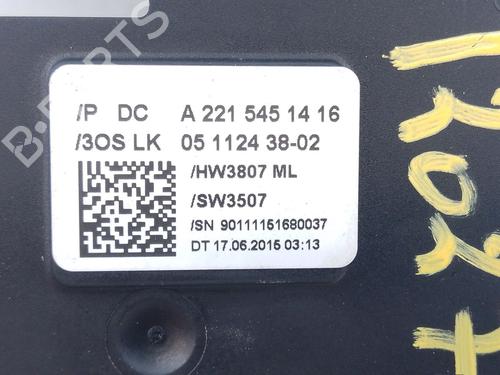 /P DC A 221 545 14 16
/3OS LK 05 1124 38-02
/HW3807 ML
/SW3507
/SN 90111151680037
DT 17.06.2015 03:13
B-PARTS